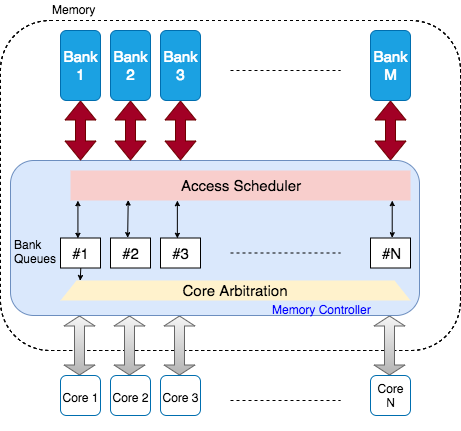 Memory
Bank
1
Bank
2
Bank
3
Bank
M
Access Scheduler
Bank
Queues
#1
#2
#3
#N
Core Arbitration
Memory Controller
Core 1
Core 2
Core 3
Core
N